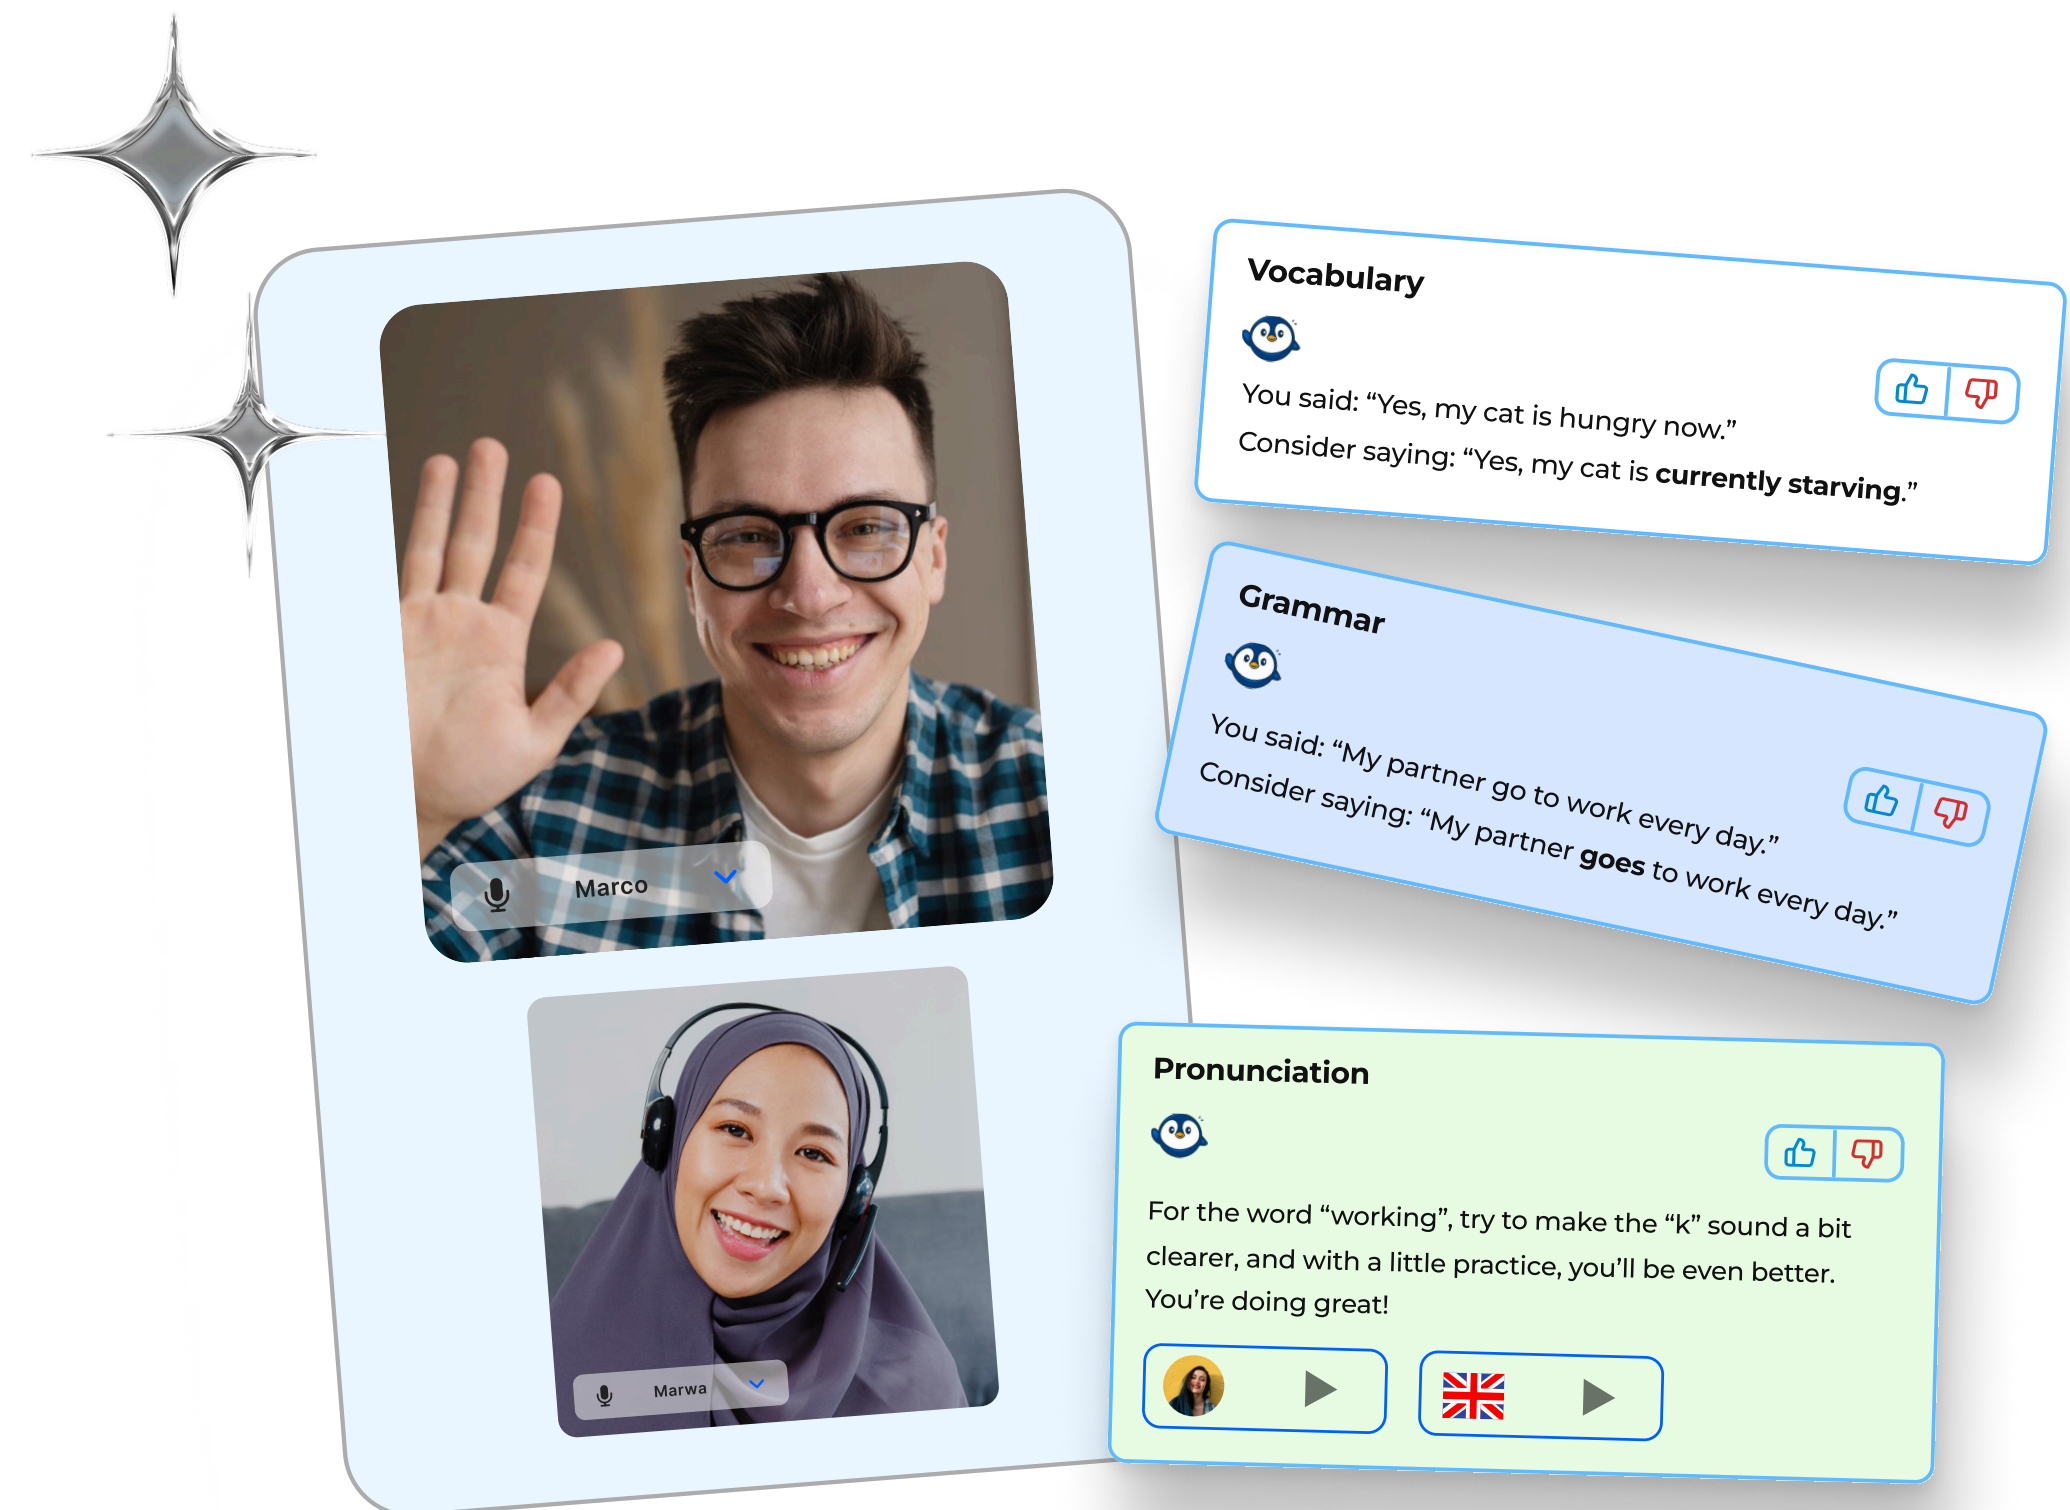 Marco
Marwa
Vocabulary
You said: “Yes, my cat is hungry now.”
Consider saying: “Yes, my cat is currently starving.”
Grammar
You said: “My partner go to work every day.”
Consider saying: “My partner goes to work every day.”
Pronunciation
For the word “working”, try to make the “k” sound a bit
clearer, and with a little practice, you’ll be even better.
You’re doing great!